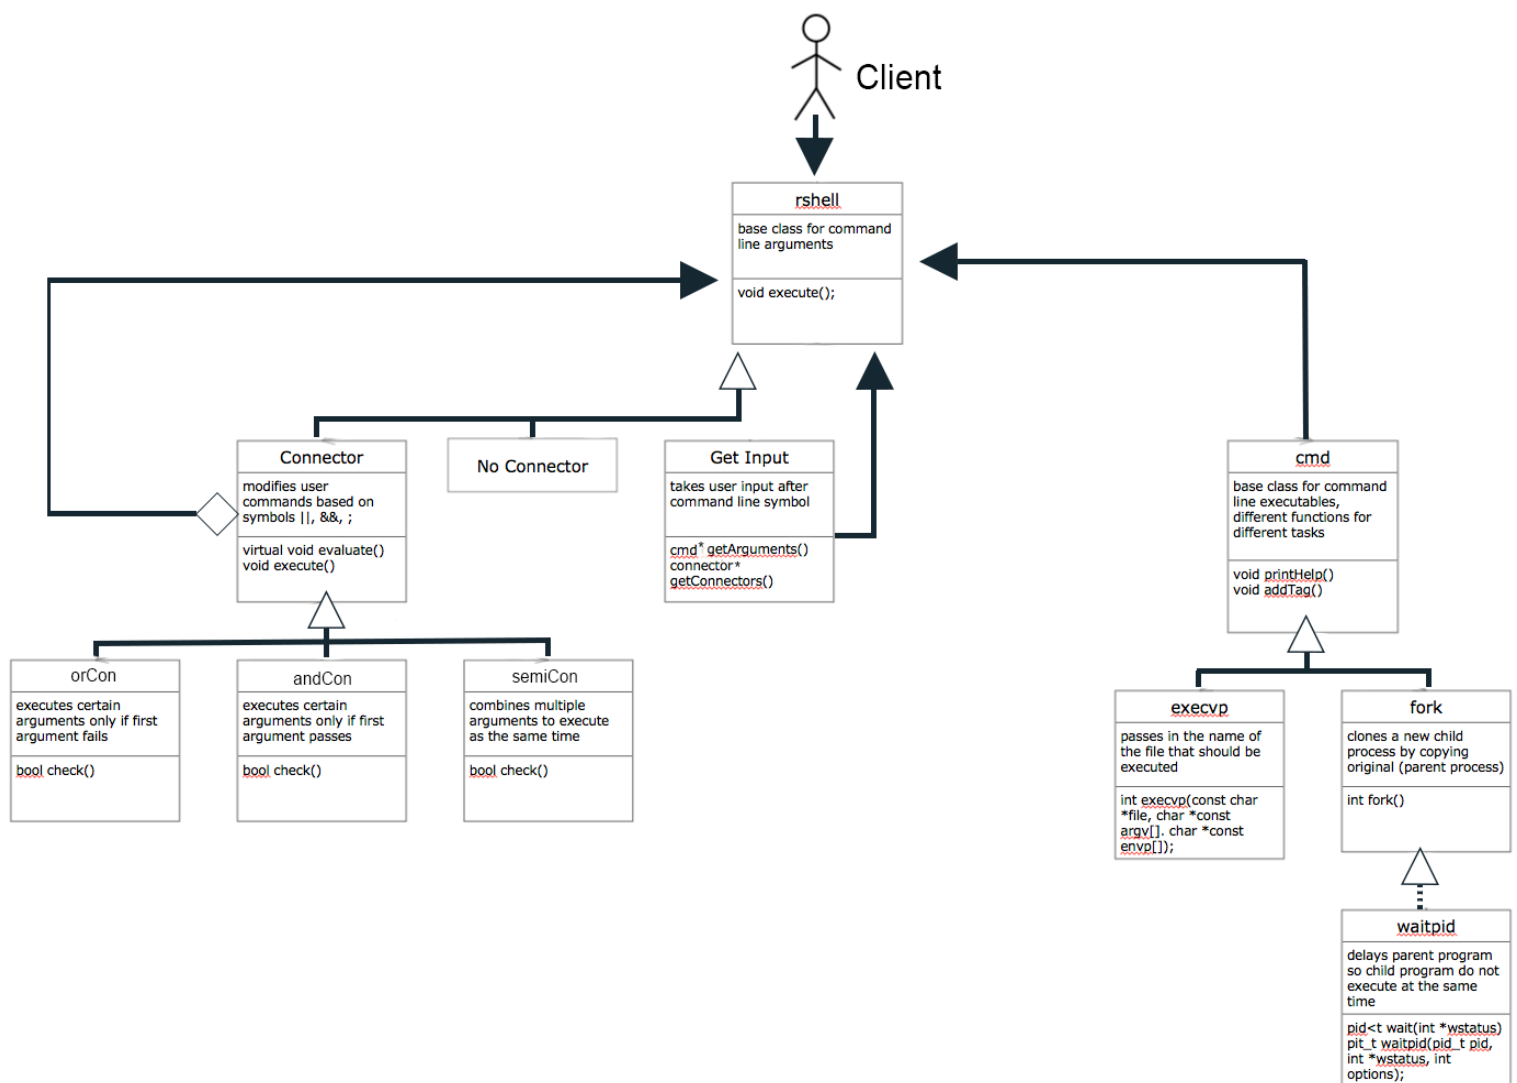 Client
rshell
base class for command
line arguments
void execute();
Connector
modifies user
commands based on
symbols ||, &&, ;
virtual void evaluate()
void execute()
No Connector
Get Input
takes user input after
command line symbol
cmd* getArguments()
connector*
getConnectors()
cmd
base class for command
line executables,
different functions for
different tasks
void printHelp()
void addTag()
orCon
executes certain
arguments only if first
argument fails
bool check()
andCon
executes certain
arguments only if first
argument passes
bool check()
semiCon
combines multiple
arguments to execute
as the same time
bool check()
execvp
passes in the name of
the file that should be
executed
int execvp(const char
*file, char *const
argv[]. char *const
envp[]);
fork
clones a new child
process by copying
original (parent process)
int fork()
waitpid
delays parent program
so child program do not
execute at the same
time
pid<t wait(int *wstatus)
pit_t waitpid(pid_t pid,
int *wstatus, int
options);